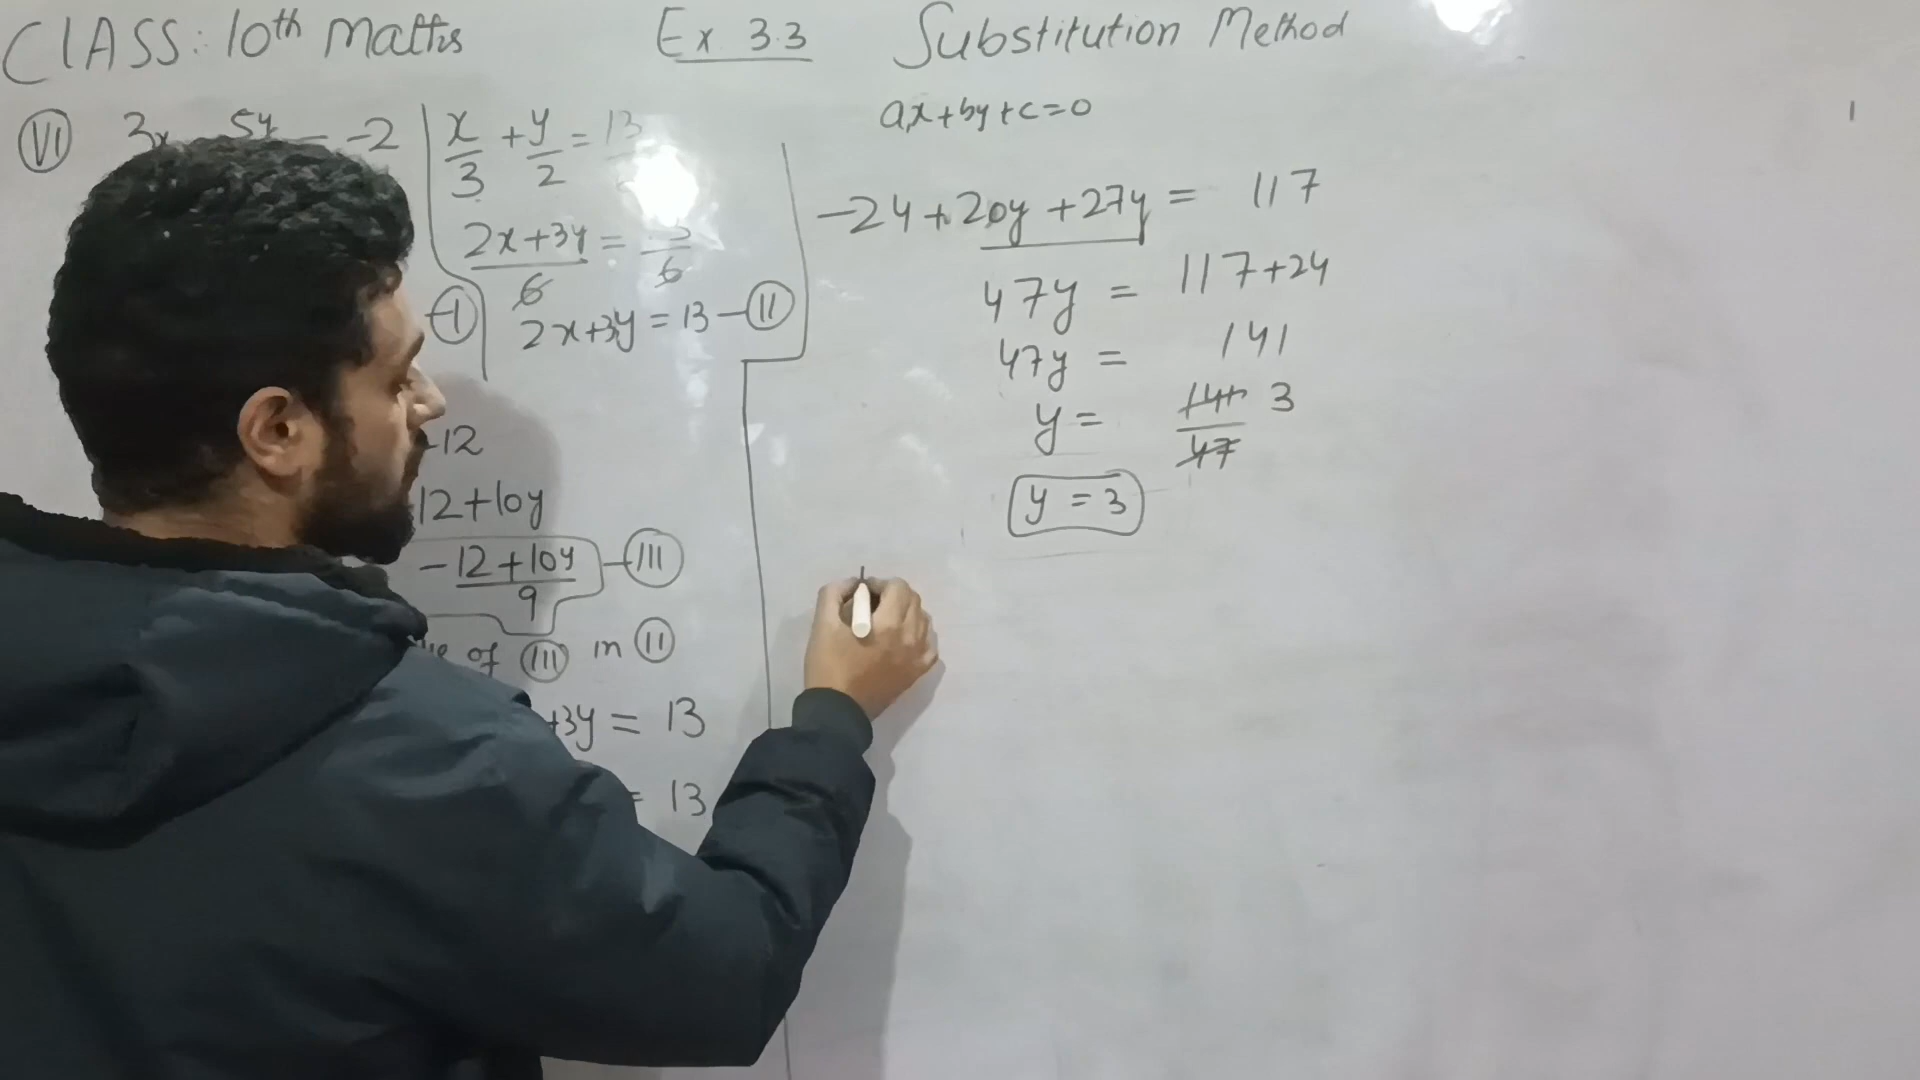 CLASS: 10th Maths Ex 3.3 Substitution Method
VI 3x - 5y = -2
x/3 + y/2 = 13
2x+3y/6 = /6
- I
2x+3y = 13 - II
-12
12+10y
-12+10y/9 - III
of III in II
+3y = 13
= 13
ax+by+c=0
-24+20y+27y = 117
47y = 117+24
47y = 141
y = 141/47 3
y = 3